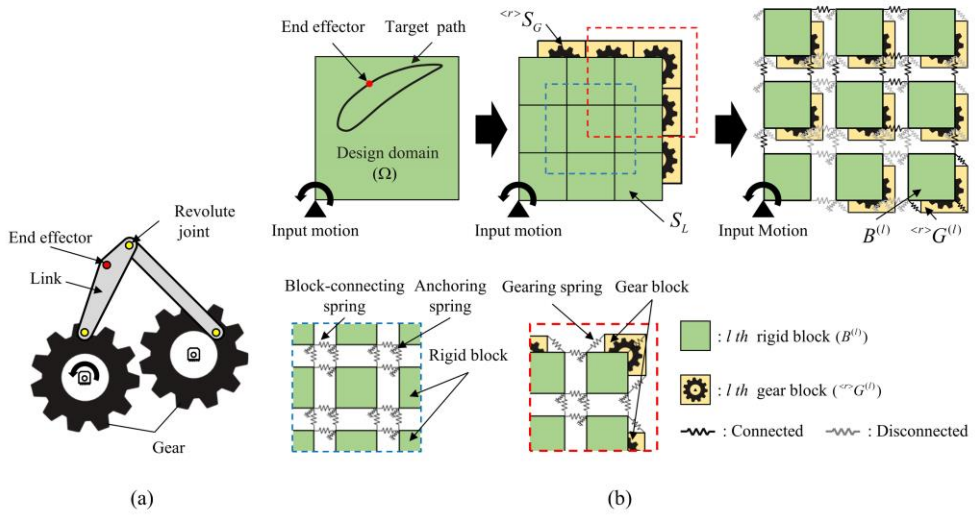 End effector
Revolute
joint
Link
Gear
(a)
End effector
Target path
Design domain
(Ω)
Input motion
<r>S_G
S_L
Input motion
Input Motion
B^(l)
<r>G^(l)
Block-connecting
spring
Anchoring
spring
Rigid block
Gearing spring
Gear block
: l th rigid block (B^(l))
: l th gear block (<r>G^(l))
: Connected
: Disconnected
(b)